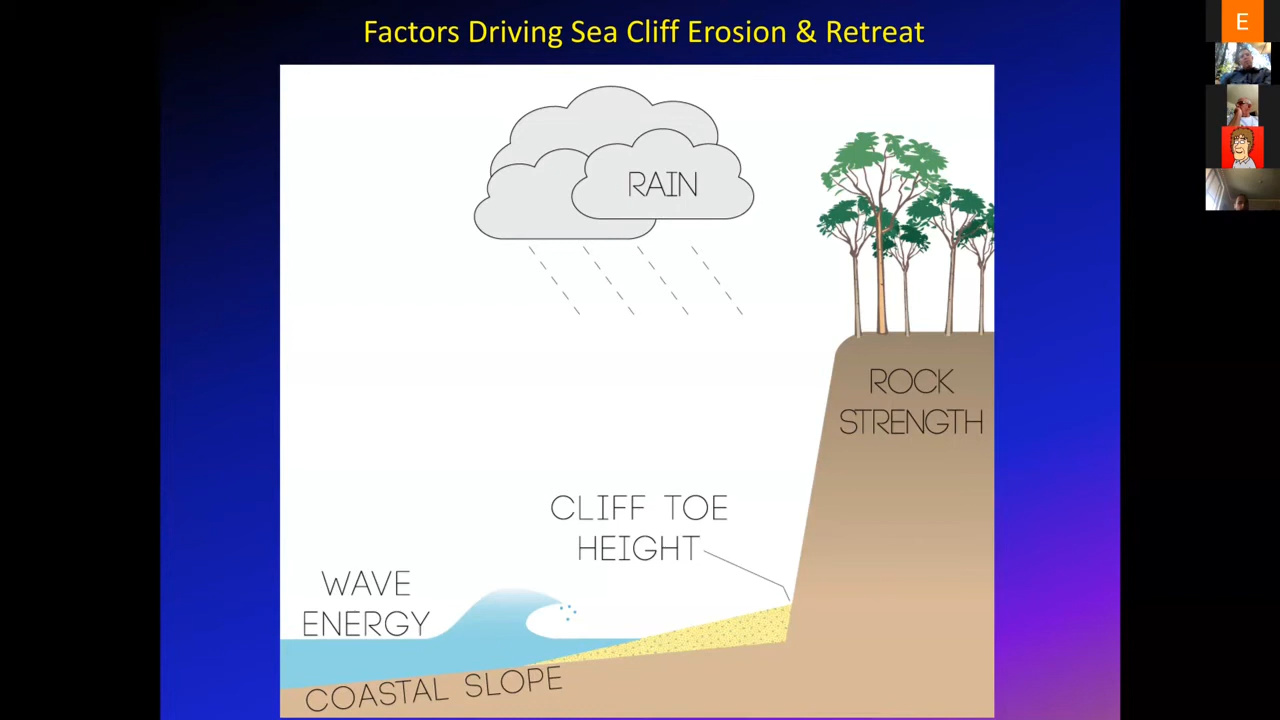 Factors Driving Sea Cliff Erosion & Retreat
E
RAIN
ROCK
STRENGTH
CLIFF TOE
HEIGHT
WAVE
ENERGY
COASTAL SLOPE